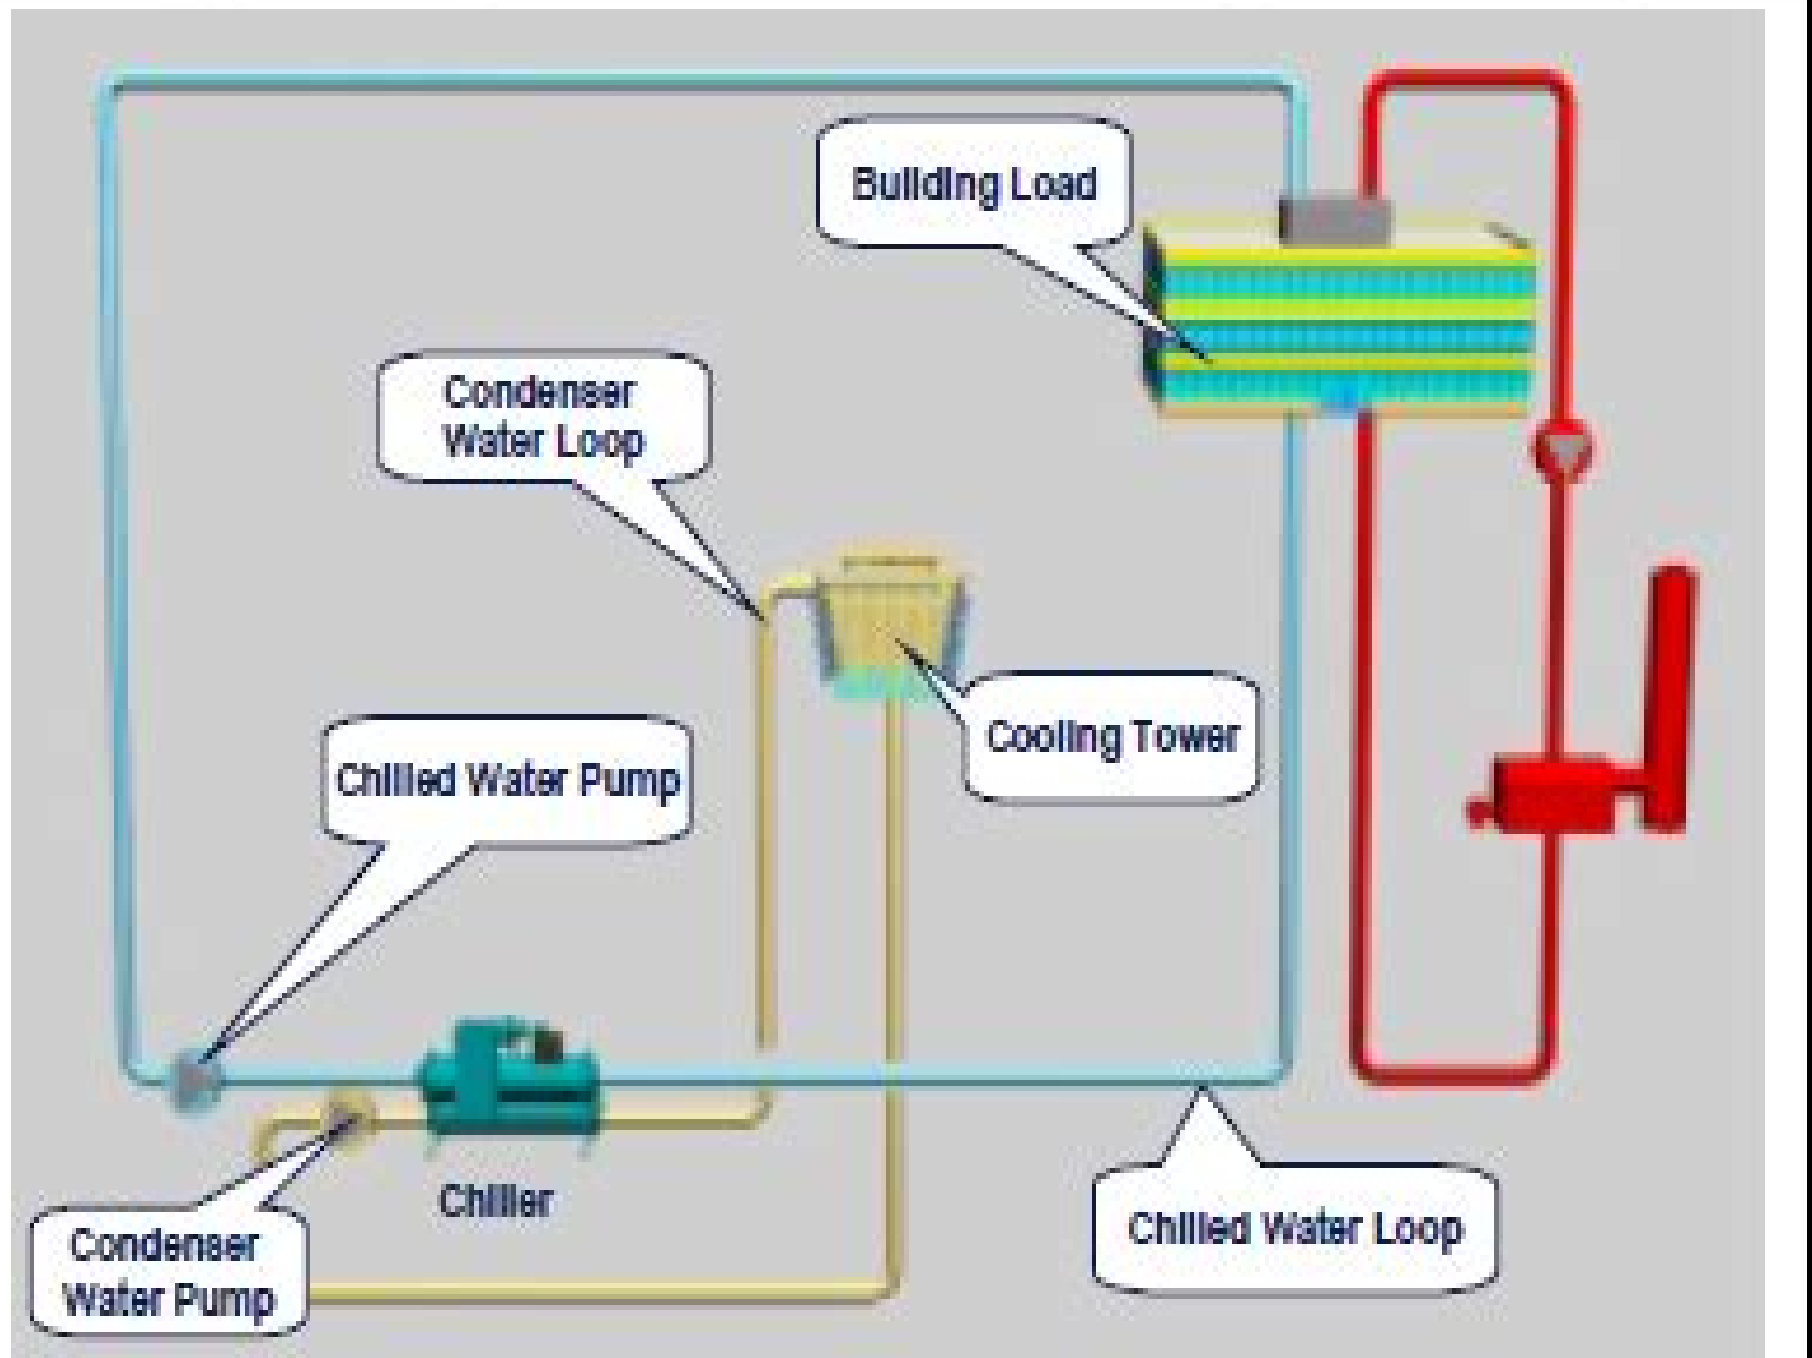 Building Load
Condenser
Water Loop
Cooling Tower
Chilled Water Pump
Chiller
Chilled Water Loop
Condenser
Water Pump